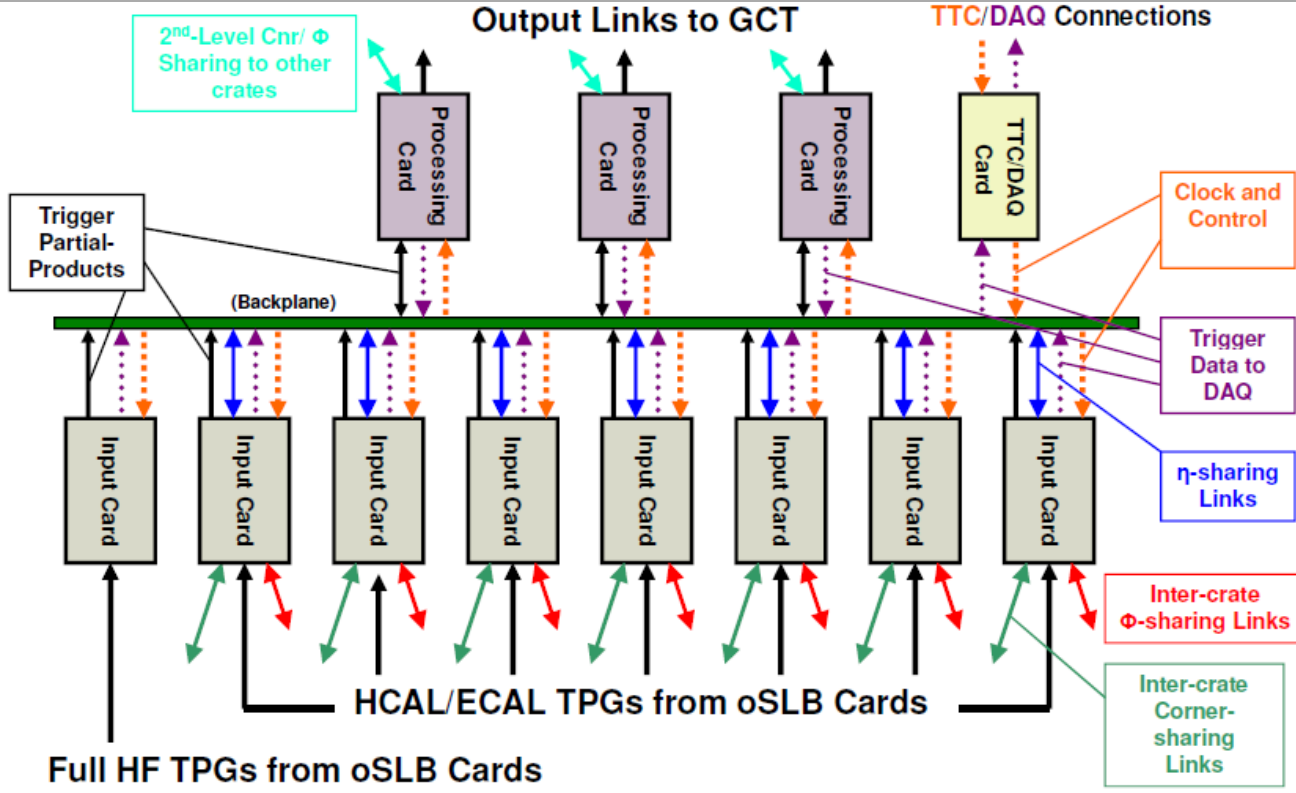 Output Links to GCT
TTC/DAQ Connections
2nd-Level Cnr/ Φ
Sharing to other
crates
Processing
Card
Processing
Card
Processing
Card
TTC/DAQ
Card
Clock and
Control
Trigger
Partial-
Products
(Backplane)
Trigger
Data to
DAQ
Input Card
Input Card
Input Card
Input Card
Input Card
Input Card
Input Card
Input Card
η-sharing
Links
Inter-crate
Φ-sharing Links
HCAL/ECAL TPGs from oSLB Cards
Inter-crate
Corner-
sharing
Links
Full HF TPGs from oSLB Cards